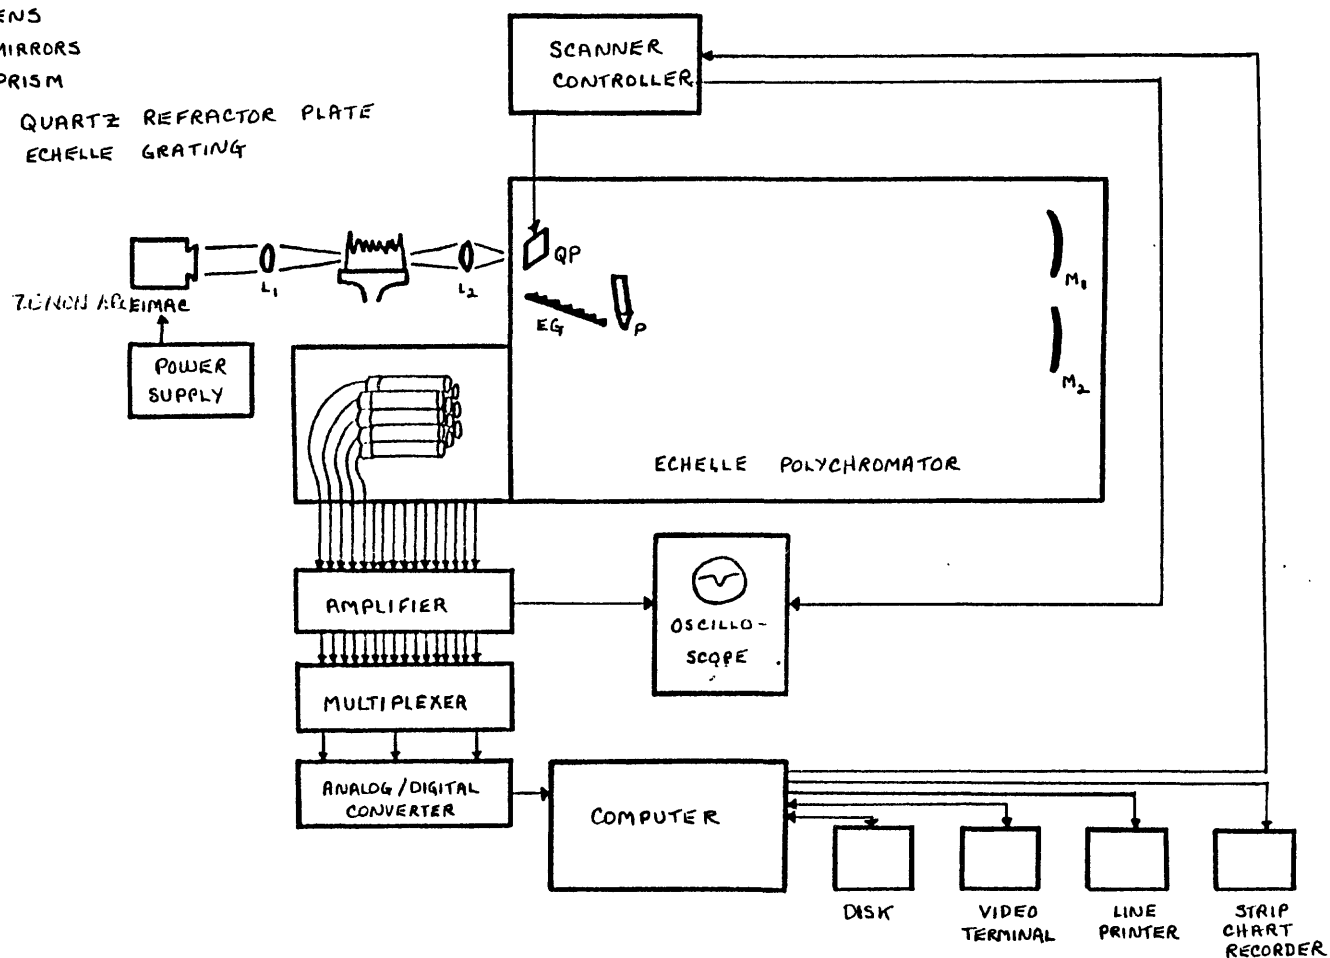 ENS
MIRRORS
PRISM
QUARTZ REFRACTOR PLATE
ECHELLE GRATING
SCANNER
CONTROLLER
QP
EG
P
M1
M2
L1
L2
EIMAC
POWER
SUPPLY
ECHELLE POLYCHROMATOR
AMPLIFIER
OSCILLO-
SCOPE
MULTIPLEXER
ANALOG/DIGITAL
CONVERTER
COMPUTER
DISK
VIDEO
TERMINAL
LINE
PRINTER
STRIP
CHART
RECORDER